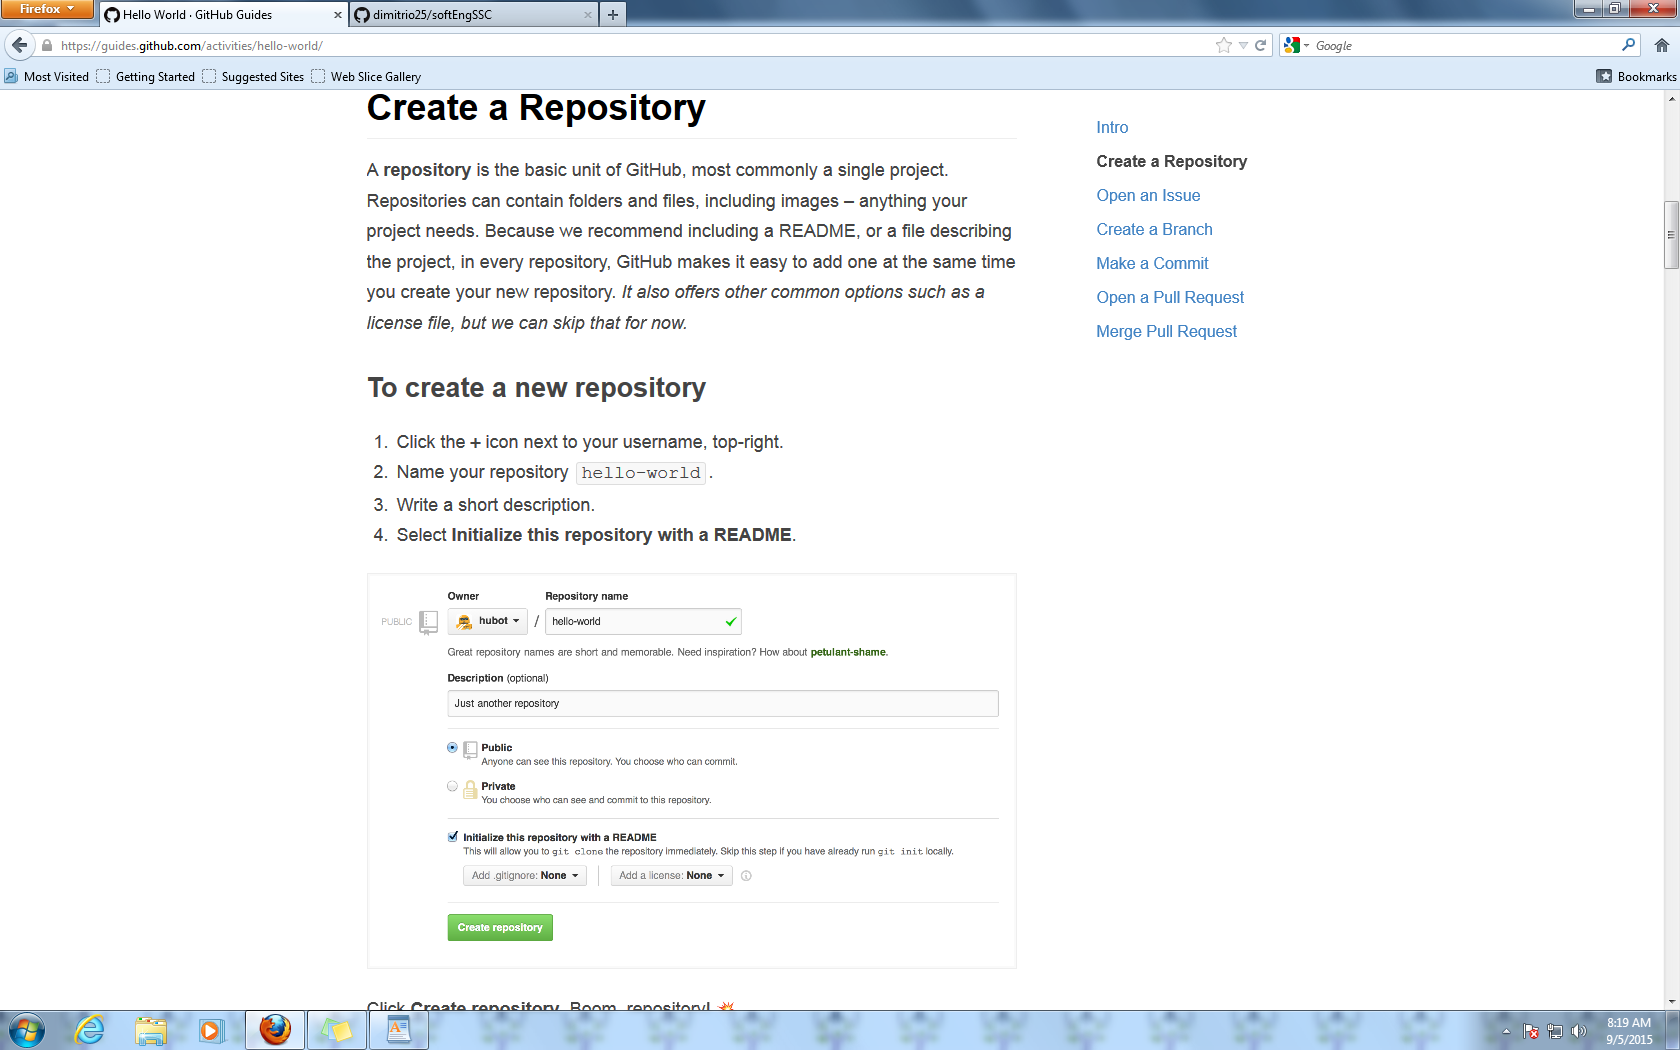 Firefox
Hello World · GitHub Guides
dimitrio25/softEngSSC
https://guides.github.com/activities/hello-world/
Google
Most Visited
Getting Started
Suggested Sites
Web Slice Gallery
Bookmarks
Create a Repository
A repository is the basic unit of GitHub, most commonly a single project.
Repositories can contain folders and files, including images – anything your
project needs. Because we recommend including a README, or a file describing
the project, in every repository, GitHub makes it easy to add one at the same time
you create your new repository. It also offers other common options such as a
license file, but we can skip that for now.
Intro
Create a Repository
Open an Issue
Create a Branch
Make a Commit
Open a Pull Request
Merge Pull Request
To create a new repository
1. Click the + icon next to your username, top-right.
2. Name your repository hello-world.
3. Write a short description.
4. Select Initialize this repository with a README.
Owner
Repository name
PUBLIC
hubot
/
hello-world
Great repository names are short and memorable. Need inspiration? How about petulant-shame.
Description (optional)
Just another repository
Public
Anyone can see this repository. You choose who can commit.
Private
You choose who can see and commit to this repository.
Initialize this repository with a README
This will allow you to git clone the repository immediately. Skip this step if you have already run git init locally.
Add .gitignore: None
Add a license: None
Create repository
Click Create repository. Boom, repository!
8:19 AM
9/5/2015